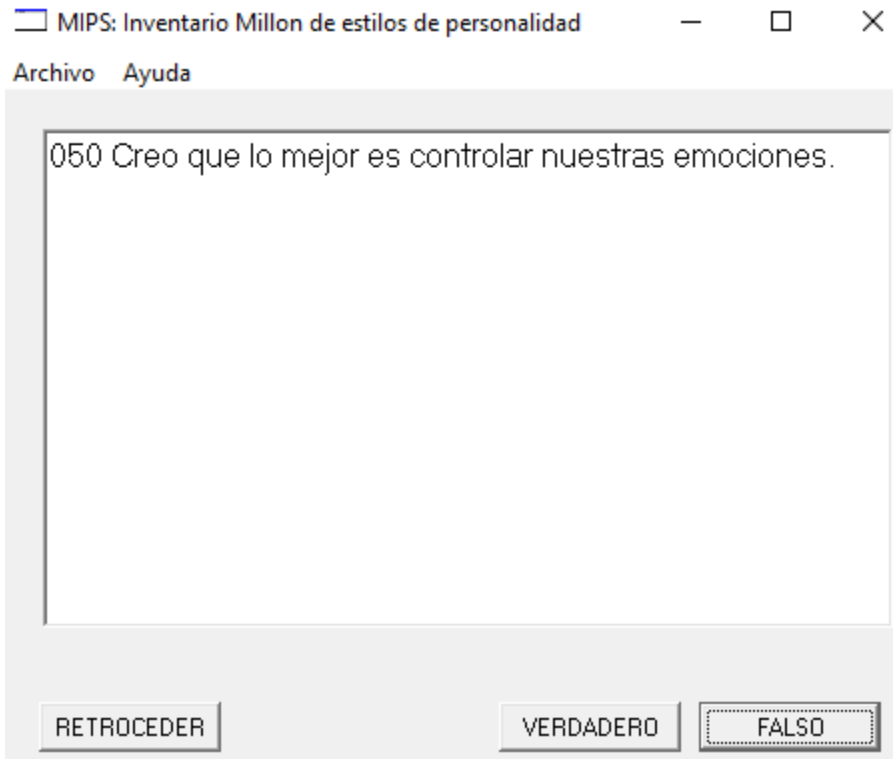 MIPS: Inventario Millon de estilos de personalidad
Archivo Ayuda
050 Creo que lo mejor es controlar nuestras emociones.
RETROCEDER VERDADERO FALSO